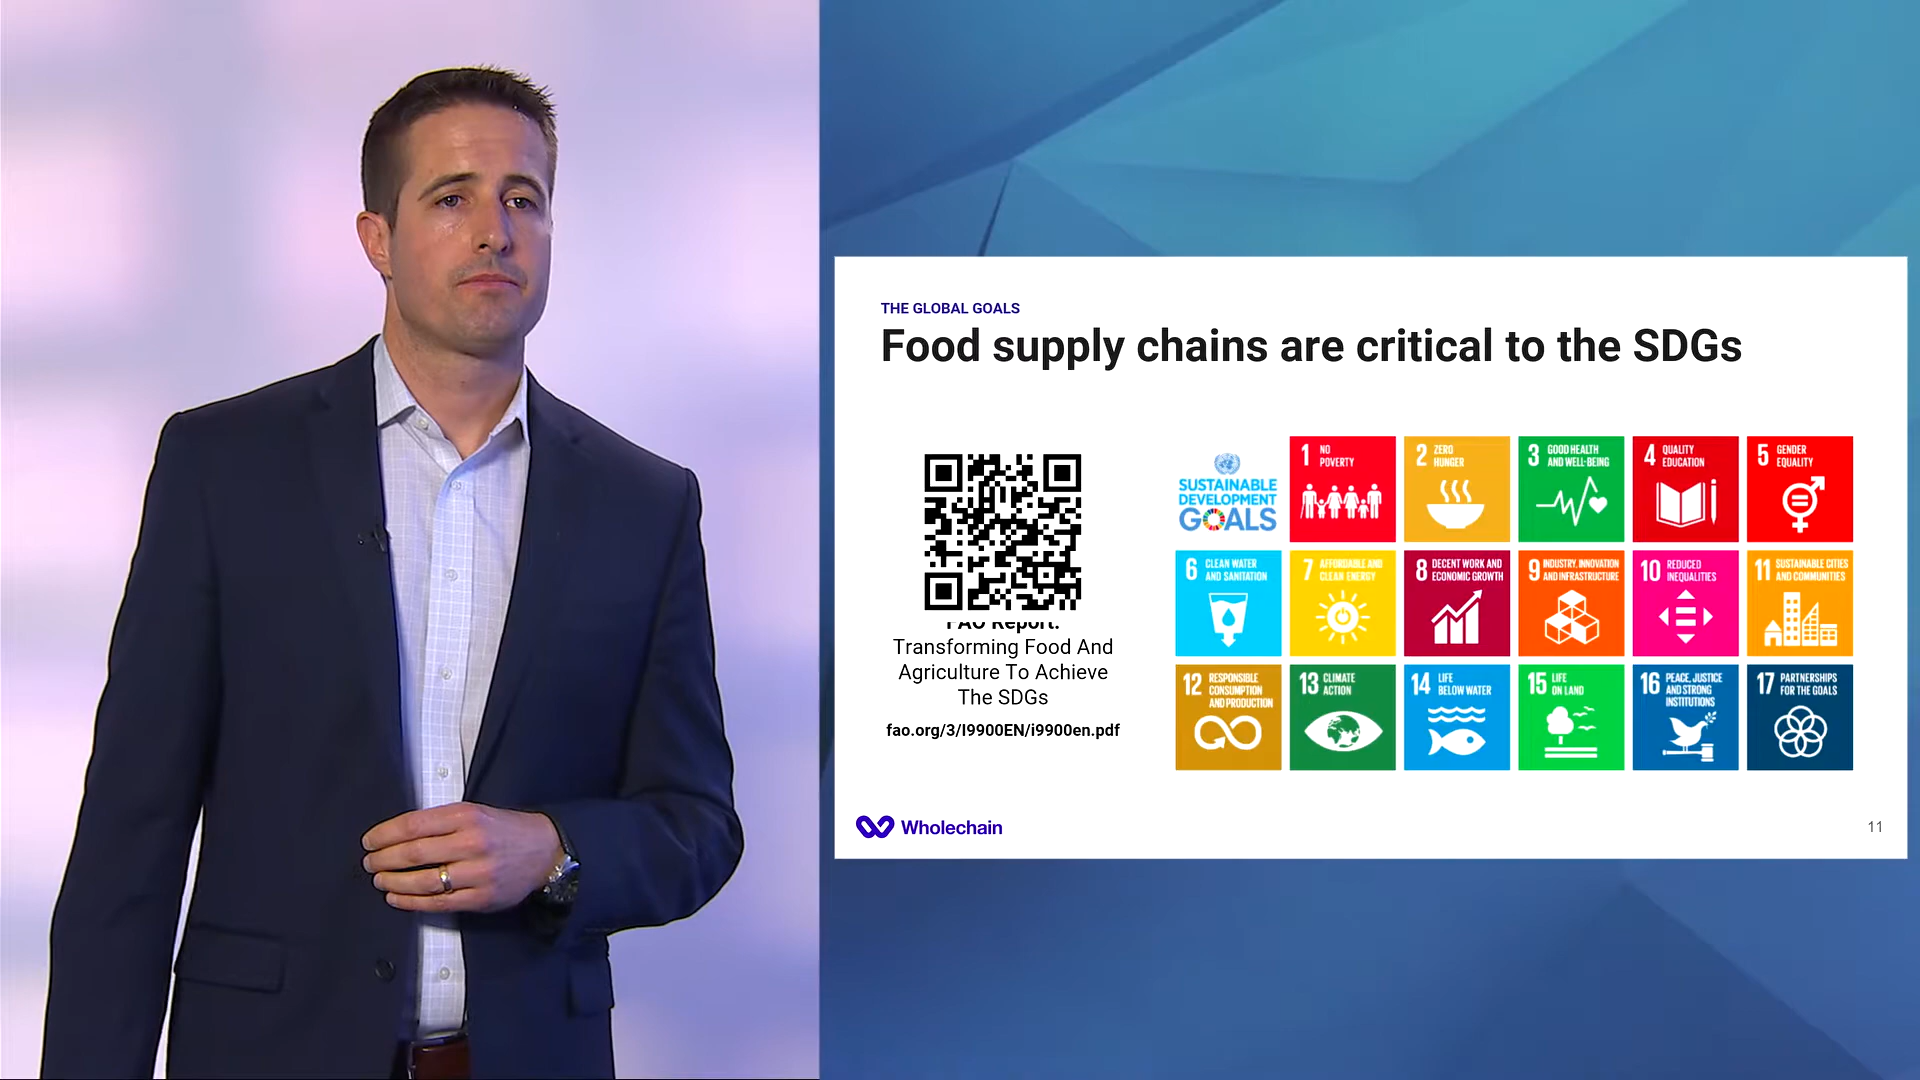 THE GLOBAL GOALS
Food supply chains are critical to the SDGs
FAO Report:
Transforming Food And
Agriculture To Achieve
The SDGs
fao.org/3/I9900EN/i9900en.pdf
SUSTAINABLE
DEVELOPMENT
GOALS
1 NO
POVERTY
2 ZERO
HUNGER
3 GOOD HEALTH
AND WELL-BEING
4 QUALITY
EDUCATION
5 GENDER
EQUALITY
6 CLEAN WATER
AND SANITATION
7 AFFORDABLE AND
CLEAN ENERGY
8 DECENT WORK AND
ECONOMIC GROWTH
9 INDUSTRY, INNOVATION
AND INFRASTRUCTURE
10 REDUCED
INEQUALITIES
11 SUSTAINABLE CITIES
AND COMMUNITIES
12 RESPONSIBLE
CONSUMPTION
AND PRODUCTION
13 CLIMATE
ACTION
14 LIFE
BELOW WATER
15 LIFE
ON LAND
16 PEACE, JUSTICE
AND STRONG
INSTITUTIONS
17 PARTNERSHIPS
FOR THE GOALS
Wholechain
11